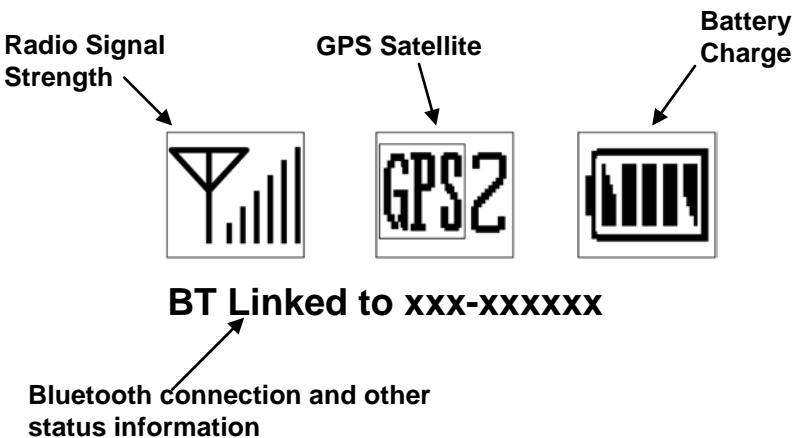 Radio Signal
Strength
GPS Satellite
Battery
Charge
GPS2
BT Linked to xxx-xxxxxx
Bluetooth connection and other
status information